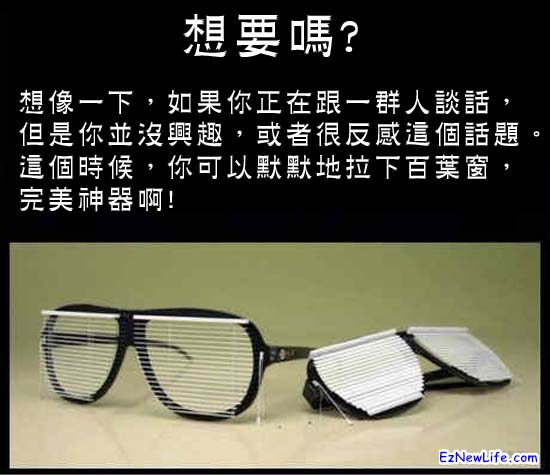 想要嗎?
想像一下，如果你正在跟一群人談話，
但是你並沒興趣，或者很反感這個話題。
這個時候，你可以默默地拉下百葉窗，
完美神器啊!
EzNewLife.com